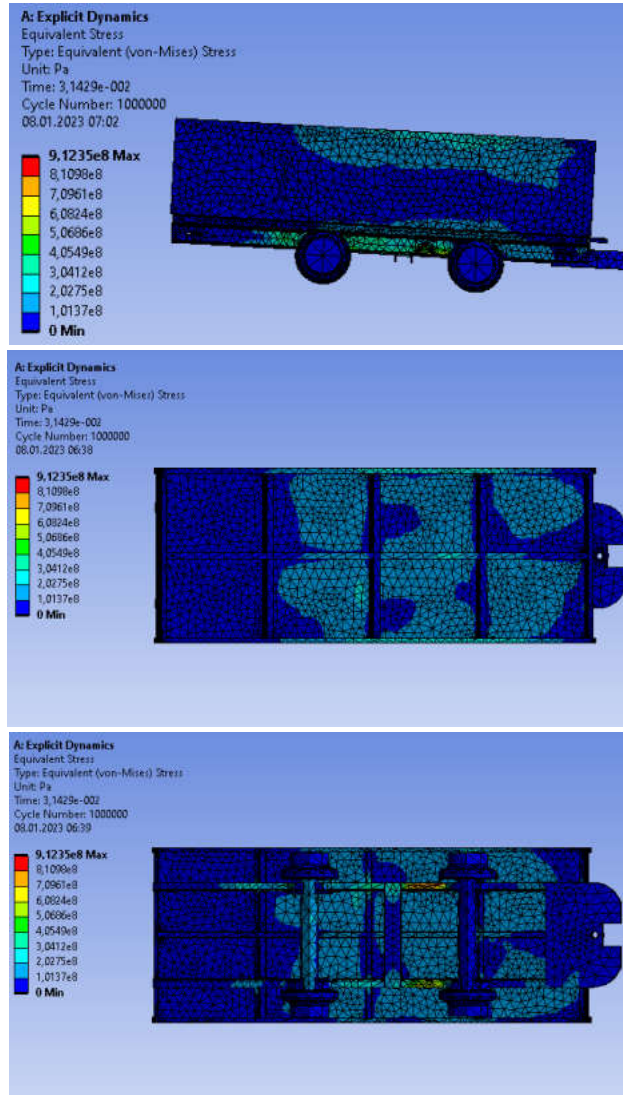 A: Explicit Dynamics
Equivalent Stress
Type: Equivalent (von-Mises) Stress
Unit: Pa
Time: 3,1429e-002
Cycle Number: 1000000
08.01.2023 07:02
9,1235e8 Max
8,1098e8
7,0961e8
6,0824e8
5,0686e8
4,0549e8
3,0412e8
2,0275e8
1,0137e8
0 Min
A: Explicit Dynamics
Equivalent Stress
Type: Equivalent (von-Mises) Stress
Unit: Pa
Time: 3,1429e-002
Cycle Number: 1000000
08.01.2023 06:38
9,1235e8 Max
8,1098e8
7,0961e8
6,0824e8
5,0686e8
4,0549e8
3,0412e8
2,0275e8
1,0137e8
0 Min
A: Explicit Dynamics
Equivalent Stress
Type: Equivalent (von-Mises) Stress
Unit: Pa
Time: 3,1429e-002
Cycle Number: 1000000
08.01.2023 06:39
9,1235e8 Max
8,1098e8
7,0961e8
6,0824e8
5,0686e8
4,0549e8
3,0412e8
2,0275e8
1,0137e8
0 Min